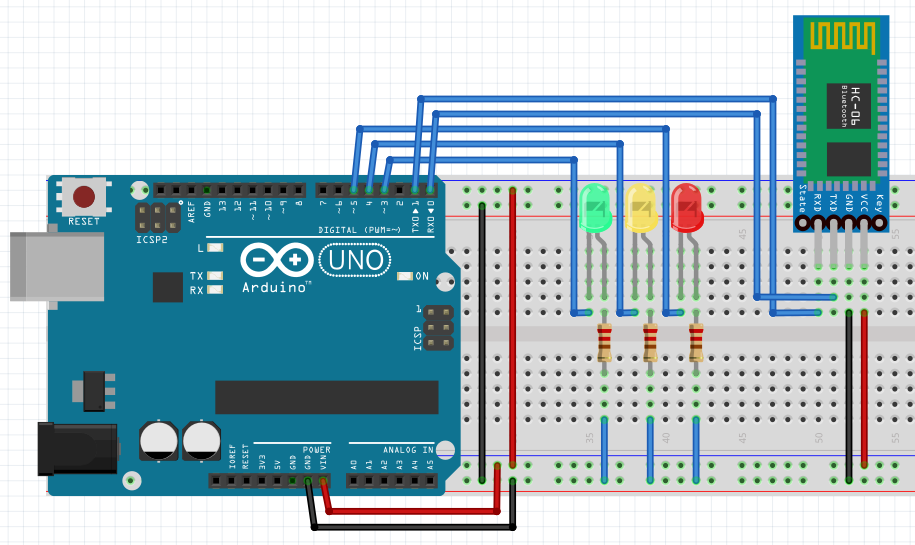 HC-06
Bluetooth
State
RXD
TXD
GND
VCC
Key
RESET
ICSP2
AREF
GND
13
12
~11
~10
~9
8
7
~6
~5
4
~3
2
TXD▶1
RXD◀0
DIGITAL (PWM=~)
L
TX
RX
UNO
ON
Arduino™
1
ICSP
45
55
35
45
50
55
POWER
ANALOG IN
IOREF
RESET
3V3
5V
GND
GND
VIN
A0
A1
A2
A3
A4
A5